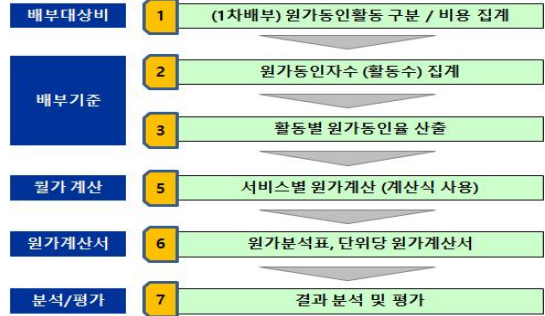 배부대상비
1
(1차배부) 원가동인활동 구분 / 비용 집계
배부기준
2
원가동인자수 (활동수) 집계
3
활동별 원가동인율 산출
월가 계산
5
서비스별 원가계산 (계산식 사용)
원가계산서
6
원가분석표, 단위당 원가계산서
분석/평가
7
결과 분석 및 평가